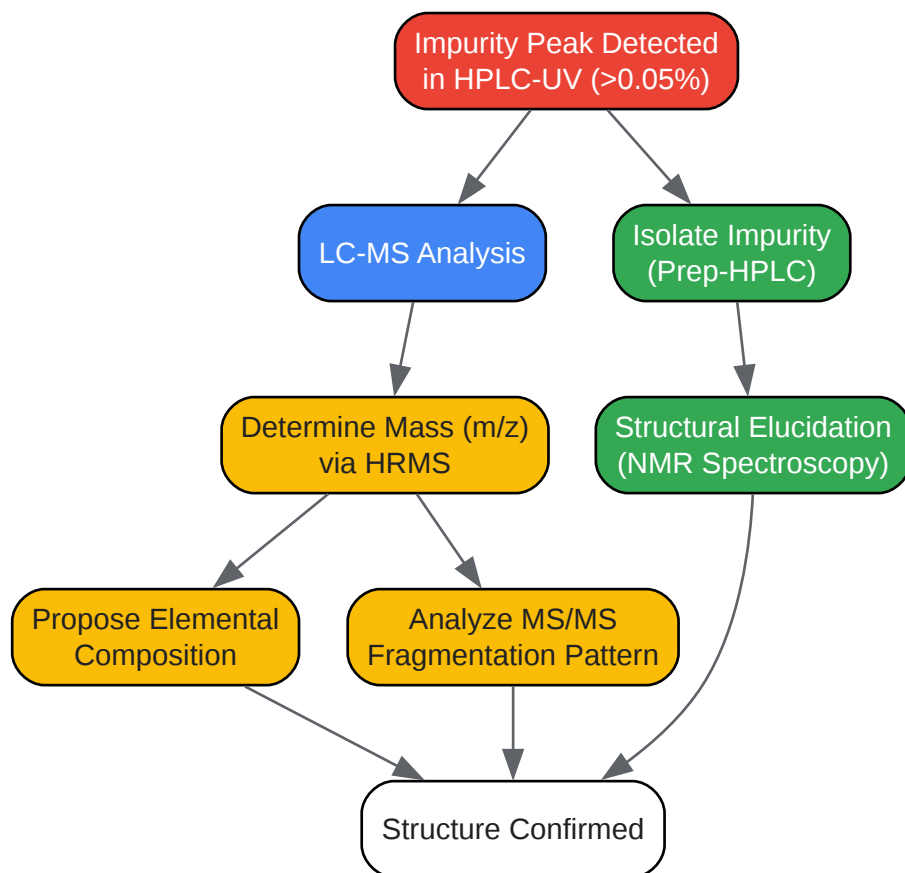 Impurity Peak Detected
in HPLC-UV (>0.05%)
LC-MS Analysis
Isolate Impurity
(Prep-HPLC)
Determine Mass (m/z)
via HRMS
Structural Elucidation
(NMR Spectroscopy)
Propose Elemental
Composition
Analyze MS/MS
Fragmentation Pattern
Structure Confirmed